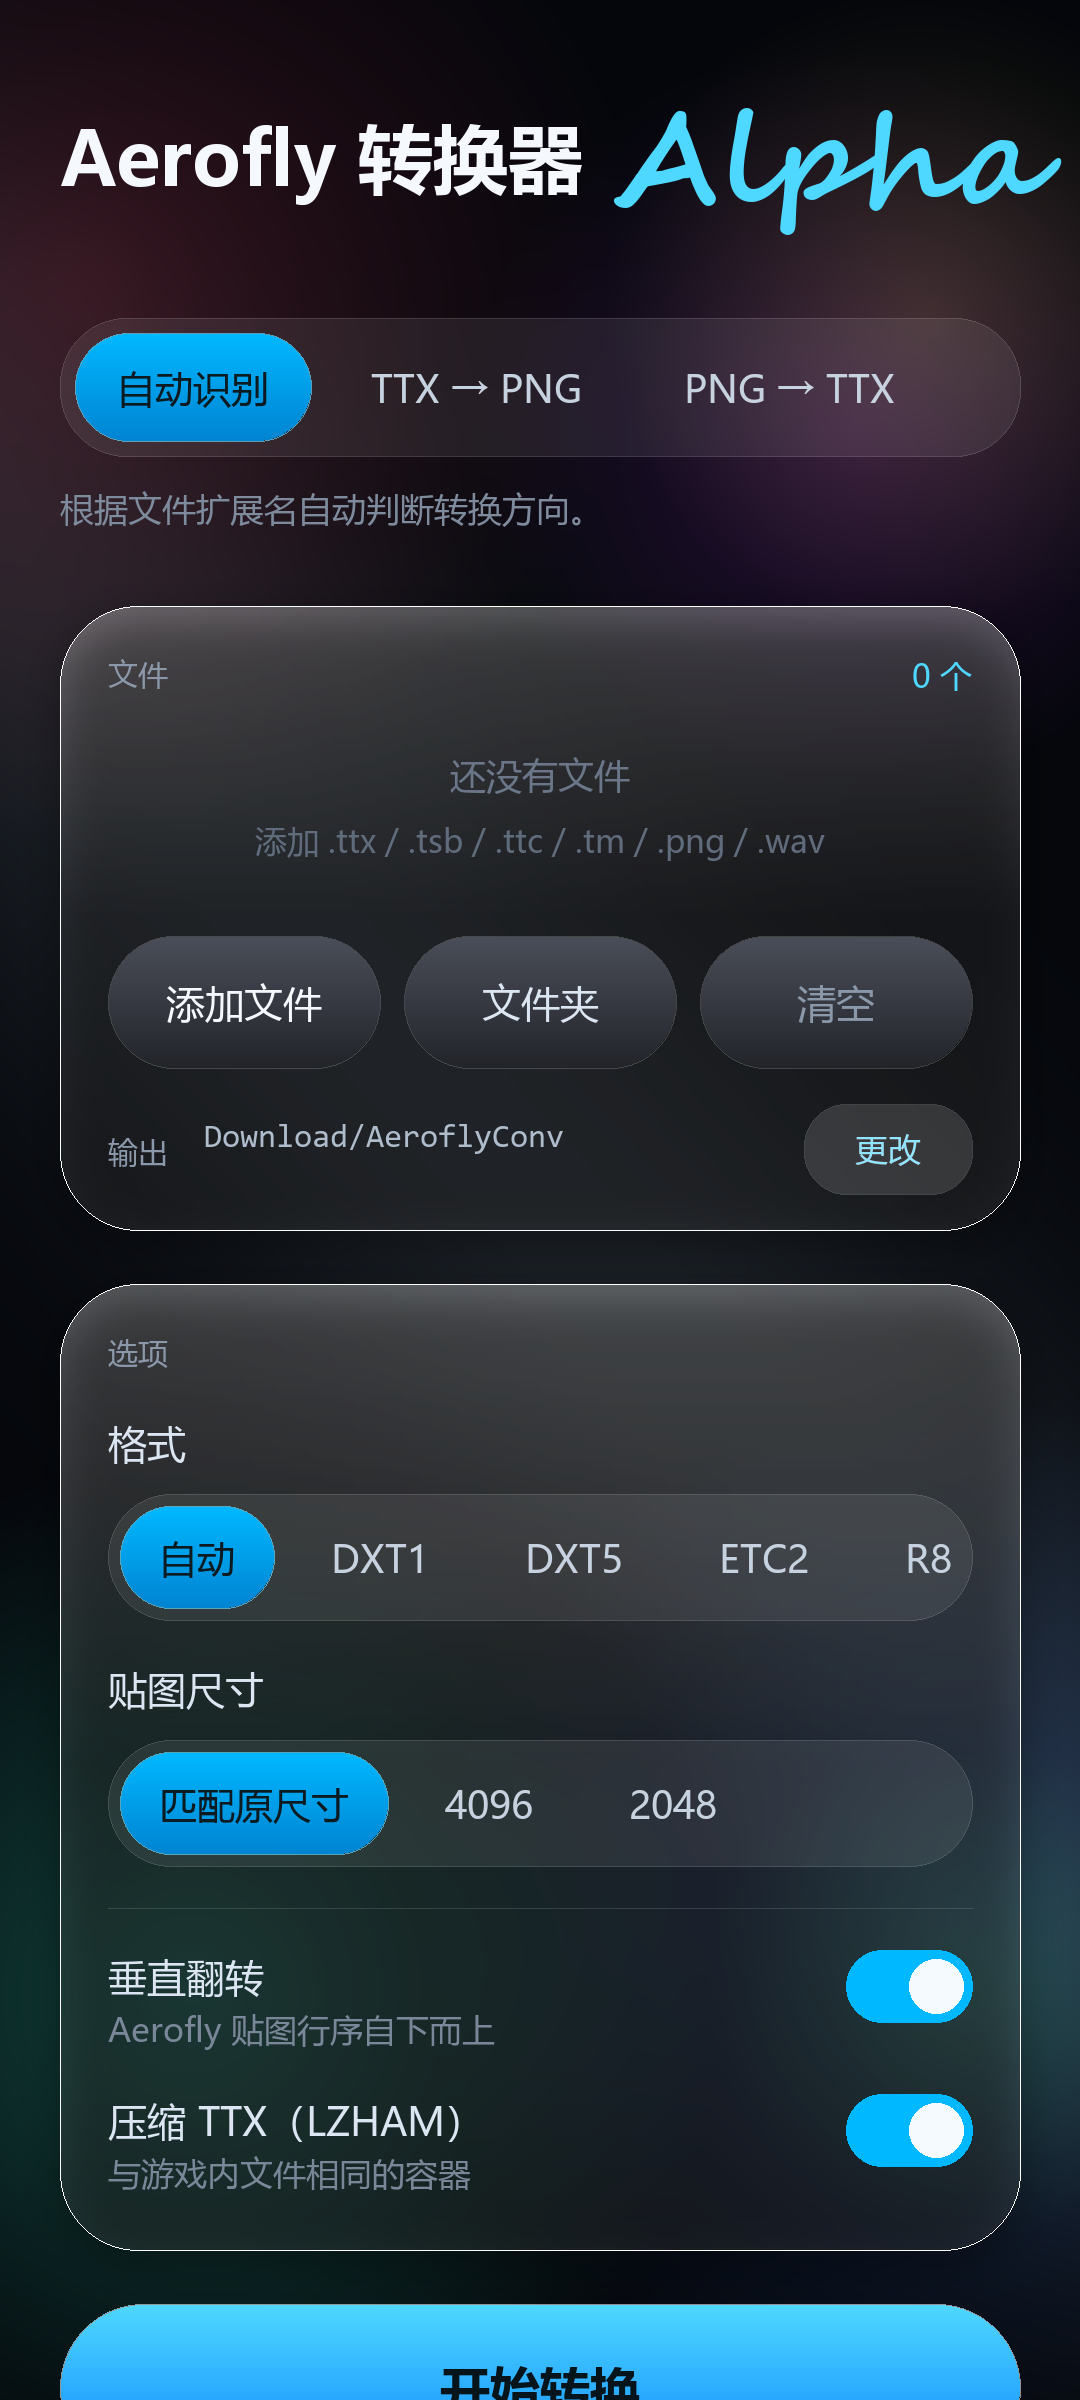 Aerofly 转换器 Alpha
自动识别 TTX → PNG PNG → TTX
根据文件扩展名自动判断转换方向。
文件 0 个
还没有文件
添加 .ttx / .tsb / .ttc / .tm / .png / .wav
添加文件 文件夹 清空
输出 Download/AeroflyConv 更改
选项
格式
自动 DXT1 DXT5 ETC2 R8
贴图尺寸
匹配原尺寸 4096 2048
垂直翻转
Aerofly 贴图行序自下而上
压缩 TTX（LZHAM）
与游戏内文件相同的容器
开始转换